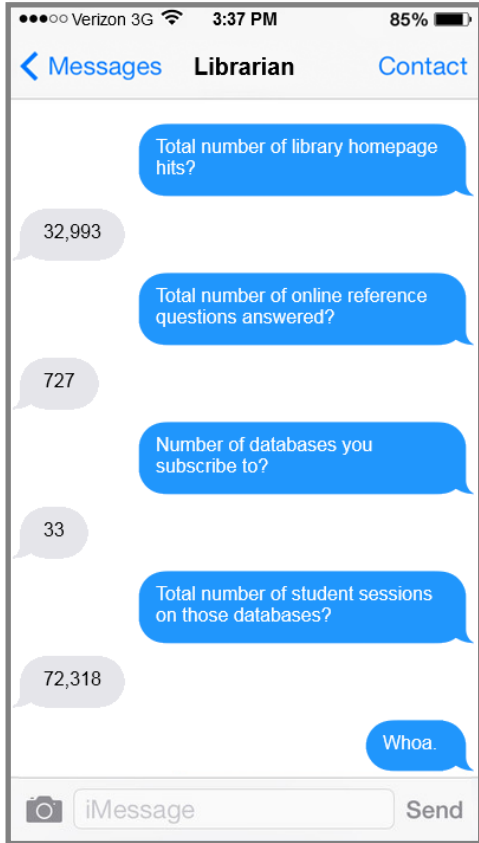 Verizon 3G 3:37 PM 85%
Messages Librarian Contact
Total number of library homepage
hits?
32,993
Total number of online reference
questions answered?
727
Number of databases you
subscribe to?
33
Total number of student sessions
on those databases?
72,318
Whoa.
iMessage Send